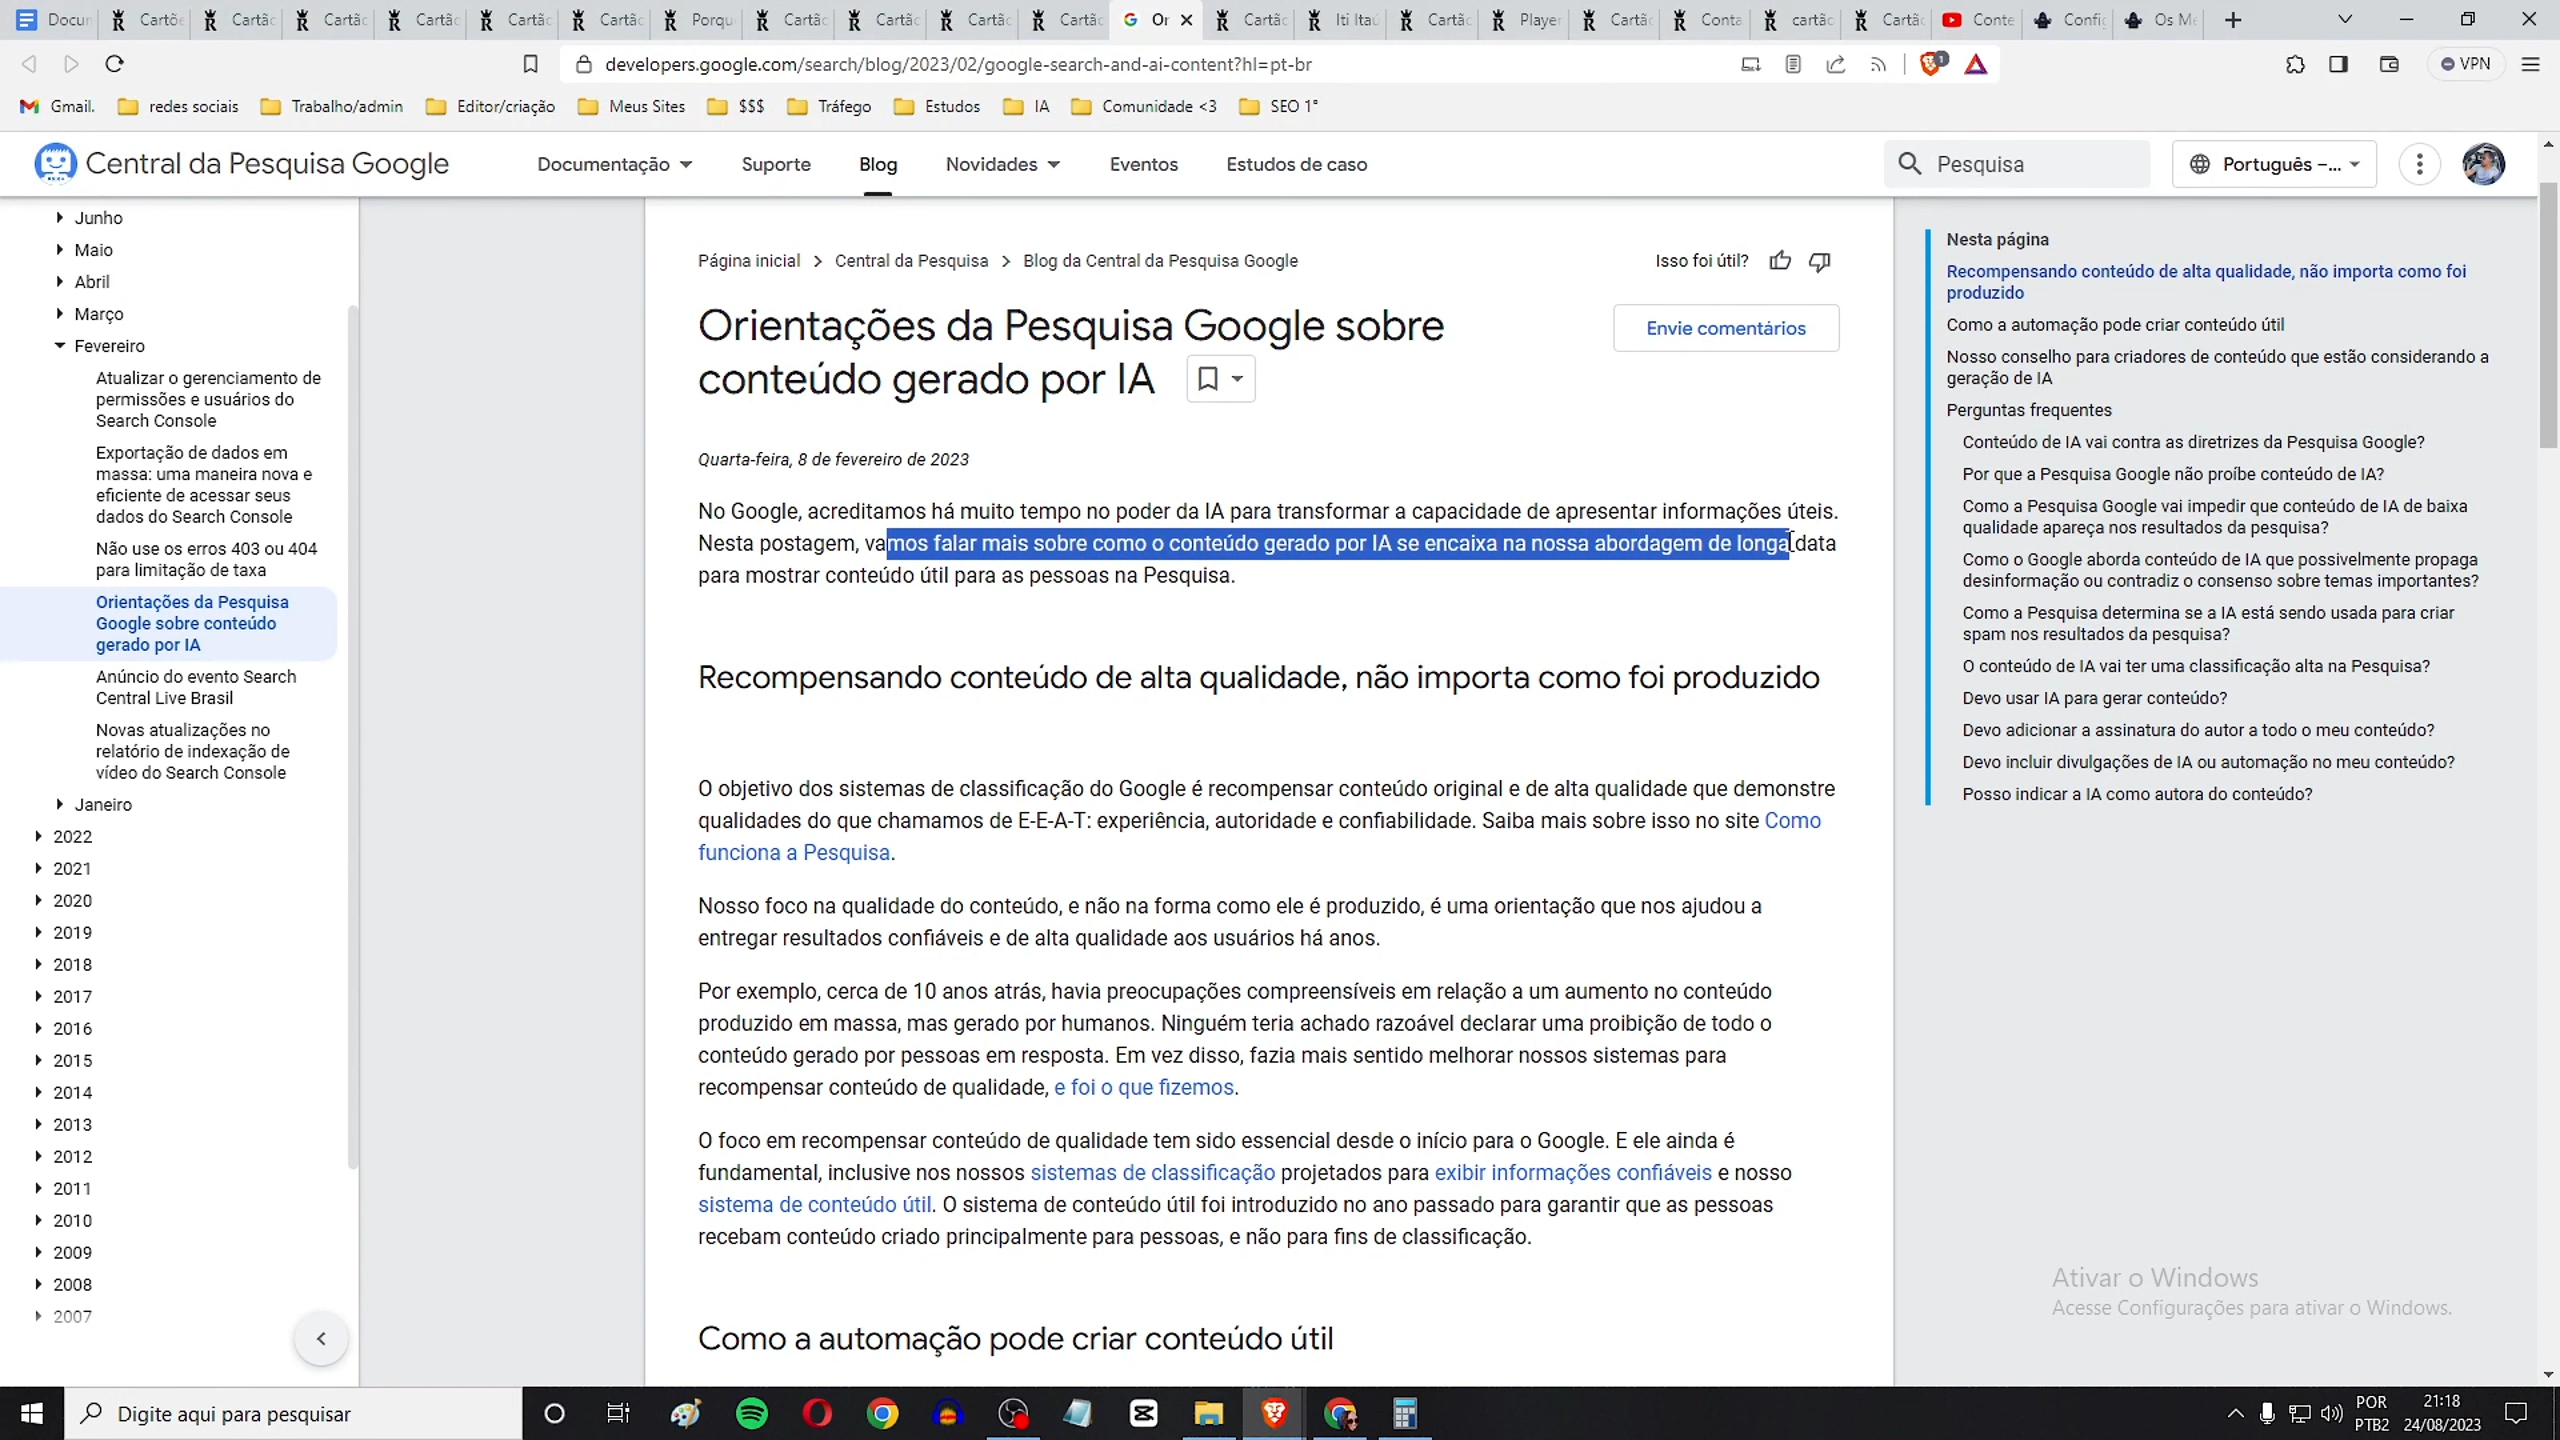 Docun
Cartõe
Cartão
Cartão
Cartão
Cartão
Cartão
Porqu
Cartão
Cartão
Cartão
Cartão
Or
Cartão
Iti Itaú
Cartão
Player
Cartão
Conta
cartão
Cartão
Conte
Config
Os Me
developers.google.com/search/blog/2023/02/google-search-and-ai-content?hl=pt-br
1
VPN
Gmail.
redes sociais
Trabalho/admin
Editor/criação
Meus Sites
$$$
Tráfego
Estudos
IA
Comunidade <3
SEO 1°
Central da Pesquisa Google
Documentação
Suporte
Blog
Novidades
Eventos
Estudos de caso
Pesquisa
Português –...
Junho
Maio
Abril
Março
Fevereiro
Atualizar o gerenciamento de
permissões e usuários do
Search Console
Exportação de dados em
massa: uma maneira nova e
eficiente de acessar seus
dados do Search Console
Não use os erros 403 ou 404
para limitação de taxa
Orientações da Pesquisa
Google sobre conteúdo
gerado por IA
Anúncio do evento Search
Central Live Brasil
Novas atualizações no
relatório de indexação de
vídeo do Search Console
Janeiro
2022
2021
2020
2019
2018
2017
2016
2015
2014
2013
2012
2011
2010
2009
2008
2007
Página inicial
Central da Pesquisa
Blog da Central da Pesquisa Google
Isso foi útil?
Orientações da Pesquisa Google sobre
conteúdo gerado por IA
Envie comentários
Quarta-feira, 8 de fevereiro de 2023
No Google, acreditamos há muito tempo no poder da IA para transformar a capacidade de apresentar informações úteis.
Nesta postagem, vamos falar mais sobre como o conteúdo gerado por IA se encaixa na nossa abordagem de longa data
para mostrar conteúdo útil para as pessoas na Pesquisa.
Recompensando conteúdo de alta qualidade, não importa como foi produzido
O objetivo dos sistemas de classificação do Google é recompensar conteúdo original e de alta qualidade que demonstre
qualidades do que chamamos de E-E-A-T: experiência, autoridade e confiabilidade. Saiba mais sobre isso no site Como
funciona a Pesquisa.
Nosso foco na qualidade do conteúdo, e não na forma como ele é produzido, é uma orientação que nos ajudou a
entregar resultados confiáveis e de alta qualidade aos usuários há anos.
Por exemplo, cerca de 10 anos atrás, havia preocupações compreensíveis em relação a um aumento no conteúdo
produzido em massa, mas gerado por humanos. Ninguém teria achado razoável declarar uma proibição de todo o
conteúdo gerado por pessoas em resposta. Em vez disso, fazia mais sentido melhorar nossos sistemas para
recompensar conteúdo de qualidade, e foi o que fizemos.
O foco em recompensar conteúdo de qualidade tem sido essencial desde o início para o Google. E ele ainda é
fundamental, inclusive nos nossos sistemas de classificação projetados para exibir informações confiáveis e nosso
sistema de conteúdo útil. O sistema de conteúdo útil foi introduzido no ano passado para garantir que as pessoas
recebam conteúdo criado principalmente para pessoas, e não para fins de classificação.
Como a automação pode criar conteúdo útil
Nesta página
Recompensando conteúdo de alta qualidade, não importa como foi
produzido
Como a automação pode criar conteúdo útil
Nosso conselho para criadores de conteúdo que estão considerando a
geração de IA
Perguntas frequentes
Conteúdo de IA vai contra as diretrizes da Pesquisa Google?
Por que a Pesquisa Google não proíbe conteúdo de IA?
Como a Pesquisa Google vai impedir que conteúdo de IA de baixa
qualidade apareça nos resultados da pesquisa?
Como o Google aborda conteúdo de IA que possivelmente propaga
desinformação ou contradiz o consenso sobre temas importantes?
Como a Pesquisa determina se a IA está sendo usada para criar
spam nos resultados da pesquisa?
O conteúdo de IA vai ter uma classificação alta na Pesquisa?
Devo usar IA para gerar conteúdo?
Devo adicionar a assinatura do autor a todo o meu conteúdo?
Devo incluir divulgações de IA ou automação no meu conteúdo?
Posso indicar a IA como autora do conteúdo?
Ativar o Windows
Acesse Configurações para ativar o Windows.
Digite aqui para pesquisar
POR
PTB2
21:18
24/08/2023